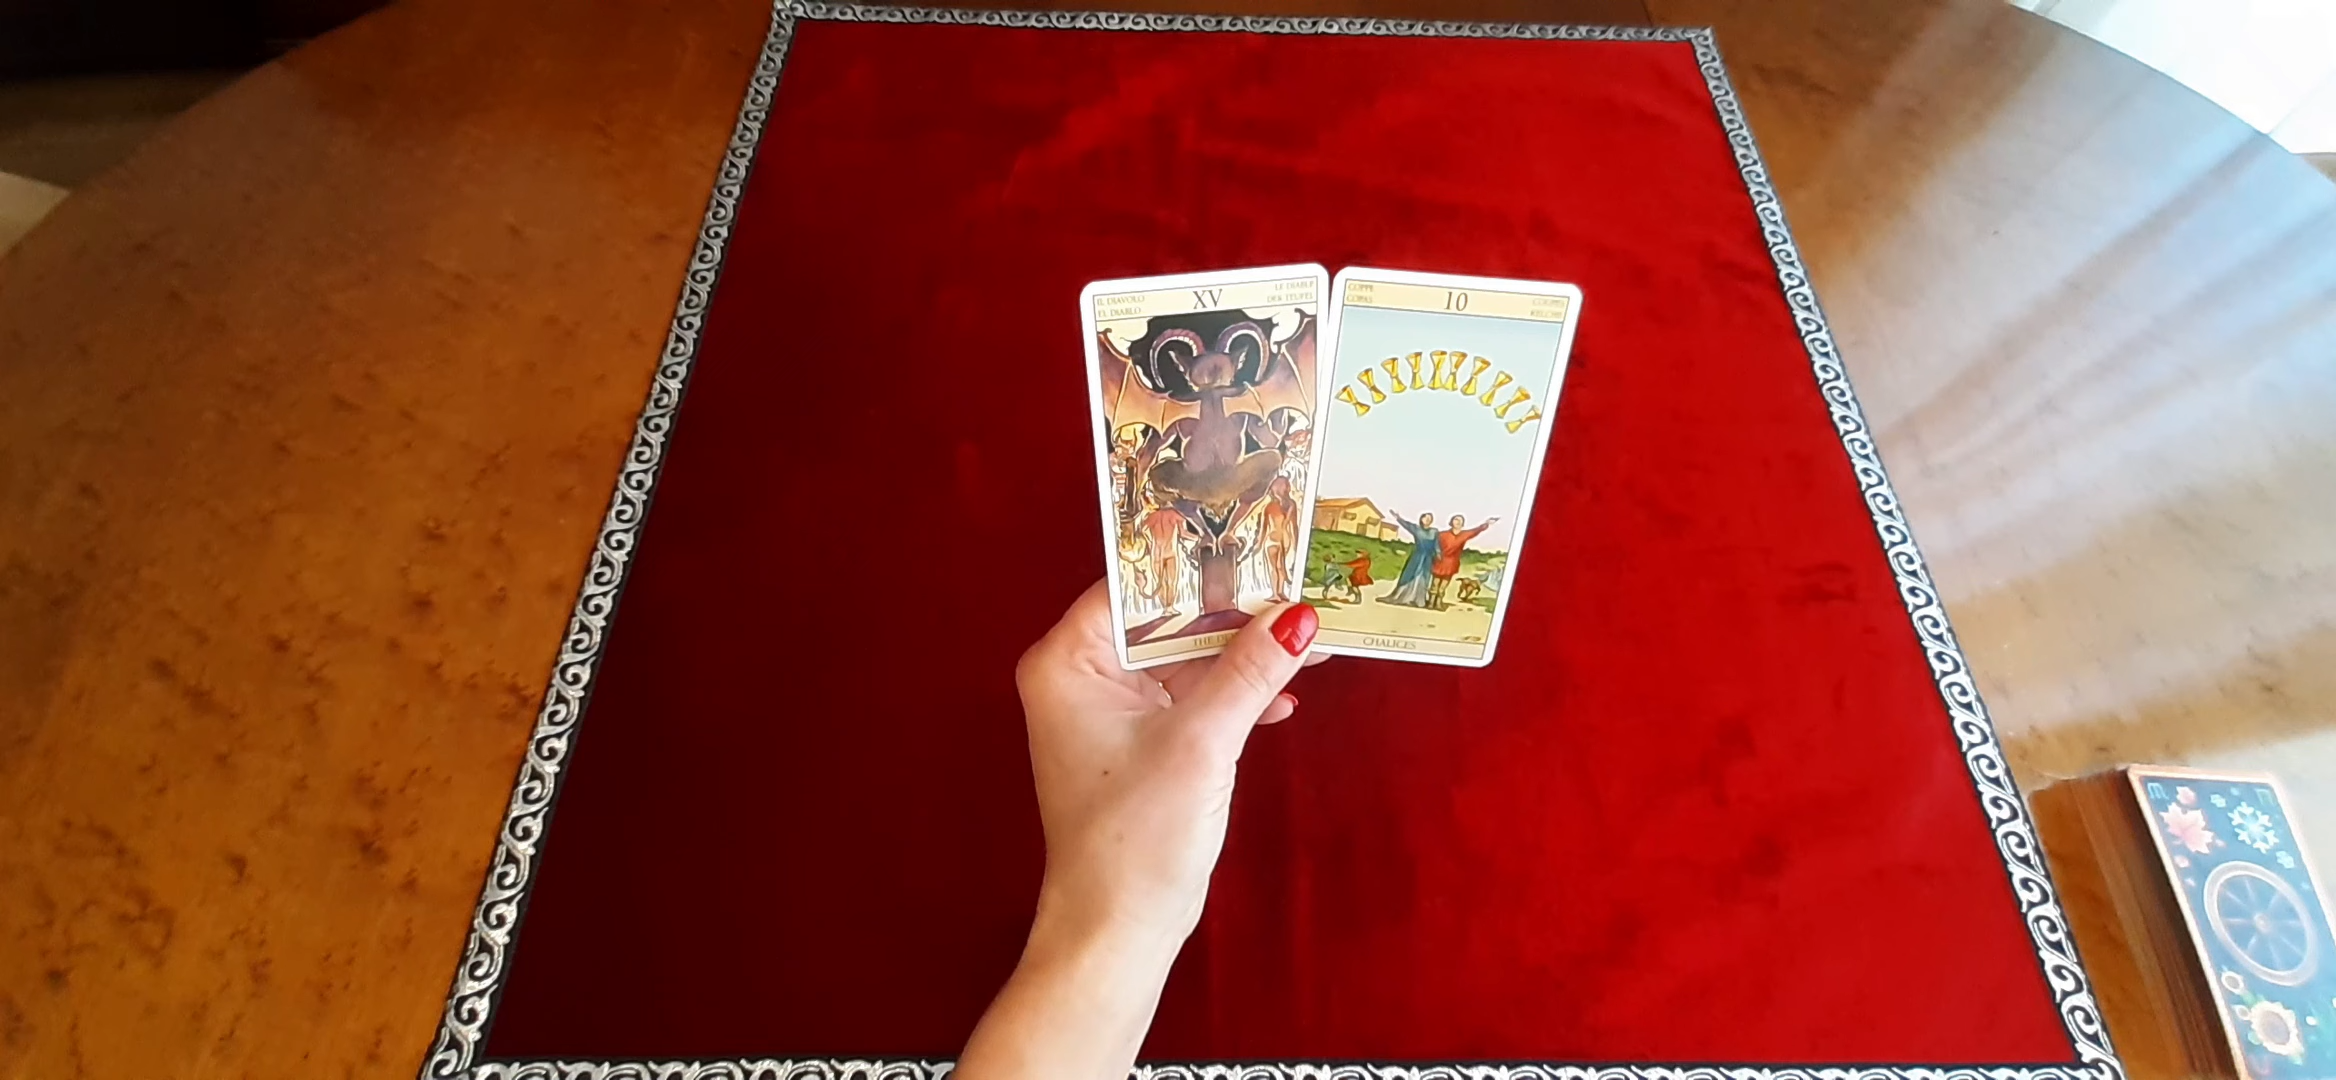 IL DIAVOLO
EL DIABLO
XV
LE DIABLE
DER TEUFEL
THE
COPPE
COPAS
10
COUPES
KELCHE
CHALICES